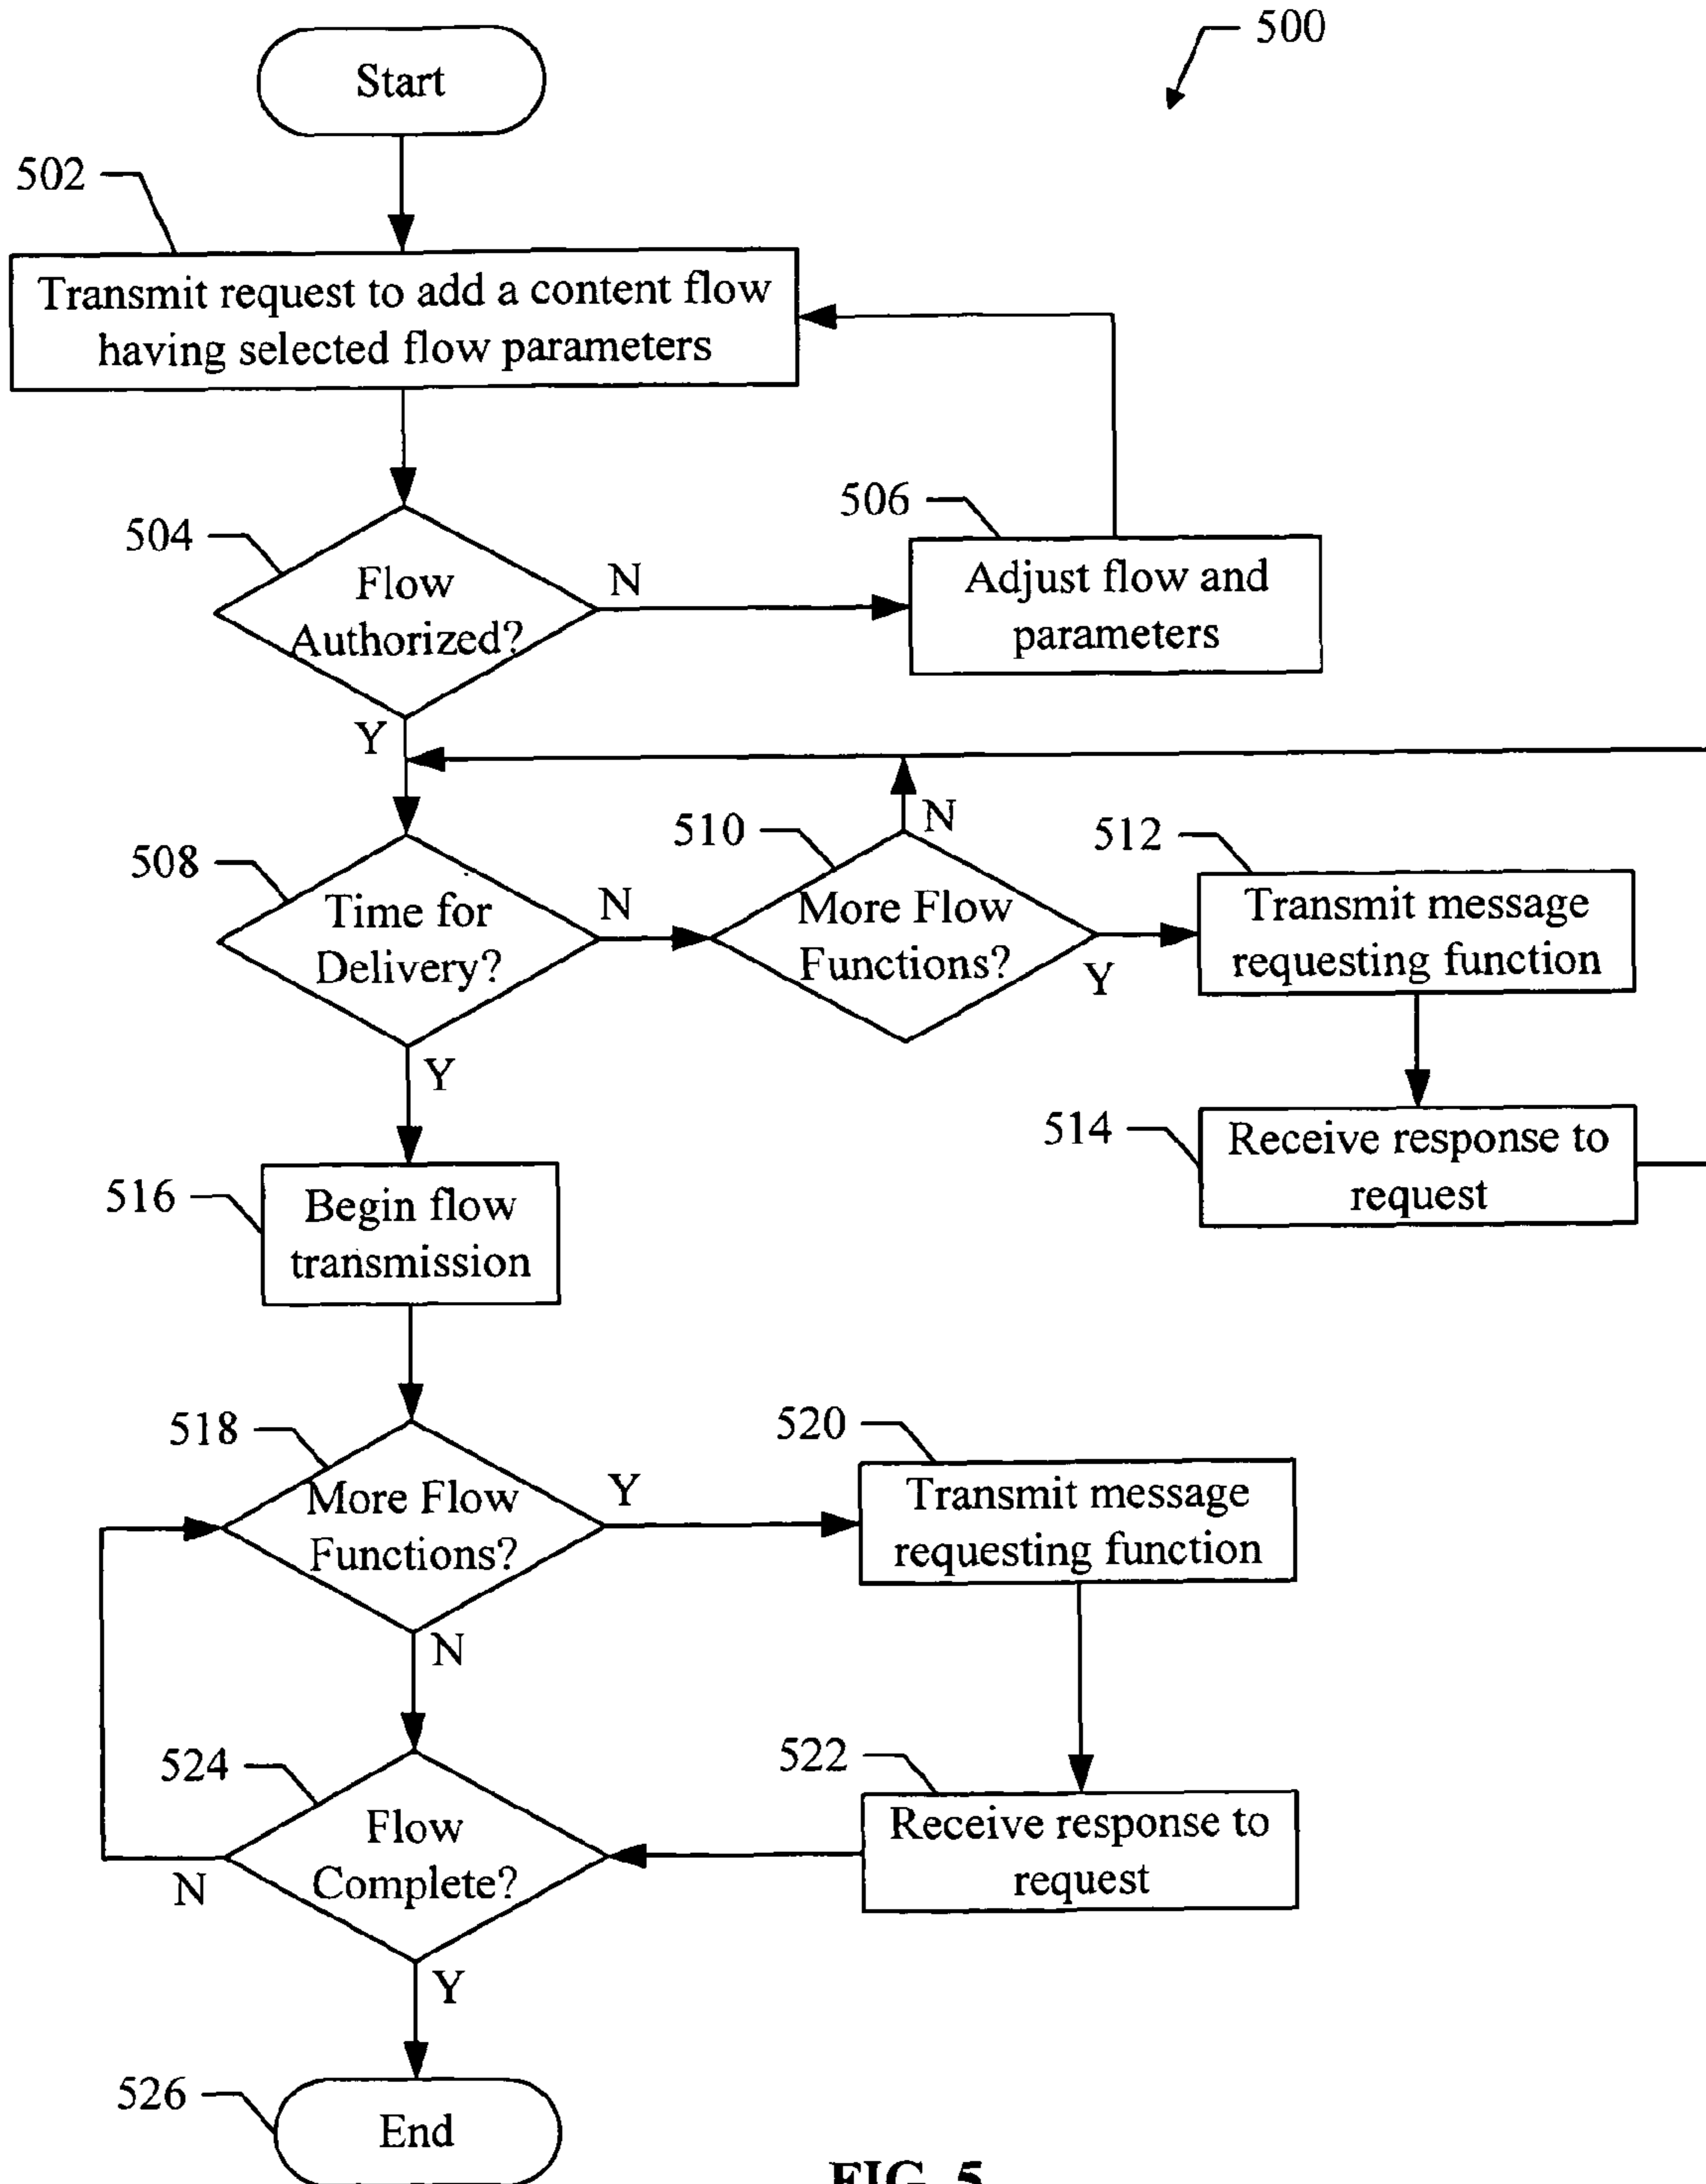 500
Start
502
Transmit request to add a content flow
having selected flow parameters
504
Flow
Authorized?
N
506
Adjust flow and
parameters
Y
508
Time for
Delivery?
N
510
More Flow
Functions?
N
Y
512
Transmit message
requesting function
514
Receive response to
request
Y
516
Begin flow
transmission
518
More Flow
Functions?
Y
520
Transmit message
requesting function
N
522
Receive response to
request
524
Flow
Complete?
N
Y
526
End
FIG. 5